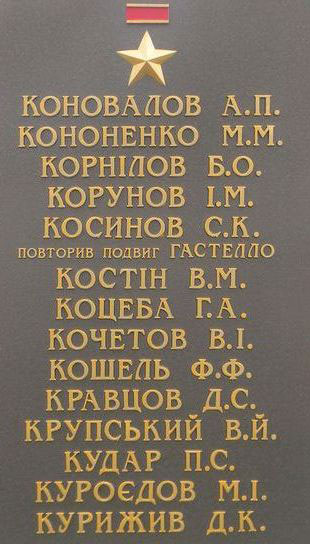 КОНОВАЛОВ А.П.
КОНОНЕНКО М.М.
КОРНІЛОВ Б.О.
КОРУНОВ І.М.
КОСИНОВ С.К.
ПОВТОРИВ ПОДВИГ ГАСТЕЛЛО
КОСТІН В.М.
КОЦЕБА Г.А.
КОЧЕТОВ В.І.
КОШЕЛЬ Ф.Ф.
КРАВЦОВ Д.С.
КРУПСЬКИЙ В.Й.
КУДАР П.С.
КУРОЄДОВ М.І.
КУРИЖИВ Д.К.